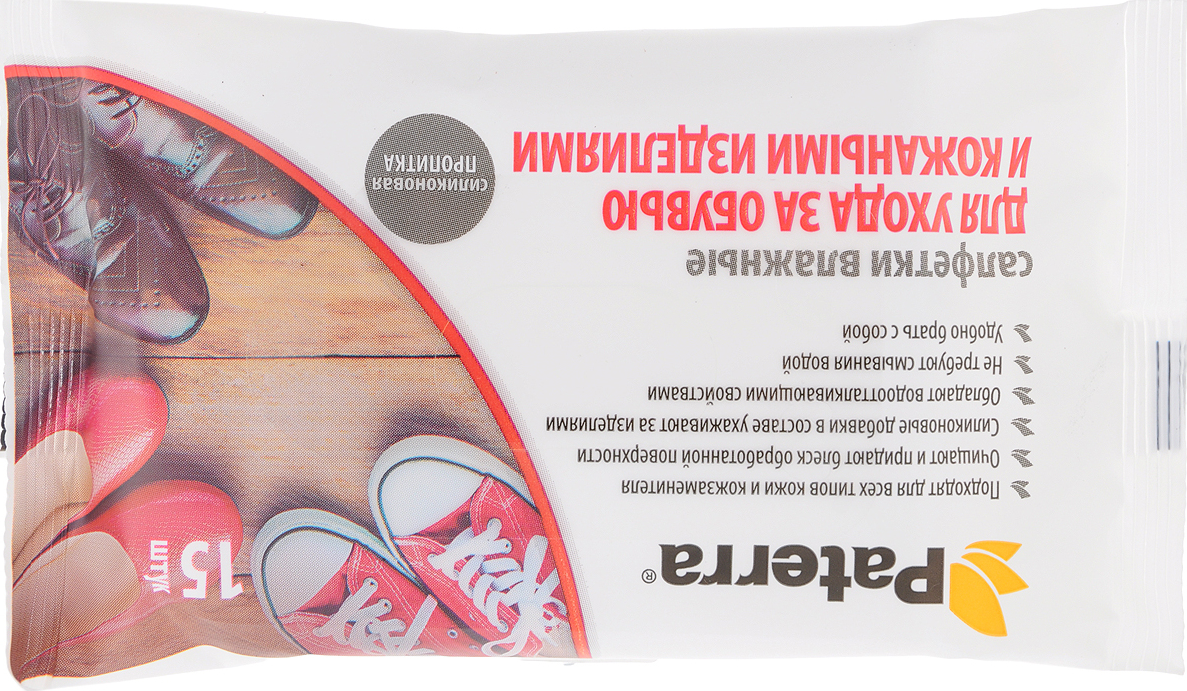 Paterra®
Подходят для всех типов кожи и кожзаменителя
Очищают и придают блеск обработанной поверхности
Силиконовые добавки в составе ухаживают за изделиями
Обладают водоотталкивающими свойствами
Не требуют смывания водой
Удобно брать с собой
салфетки влажные
ДЛЯ УХОДА ЗА ОБУВЬЮ
И КОЖАНЫМИ ИЗДЕЛИЯМИ
СИЛИКОНОВАЯ
ПРОПИТКА
15
ШТУК